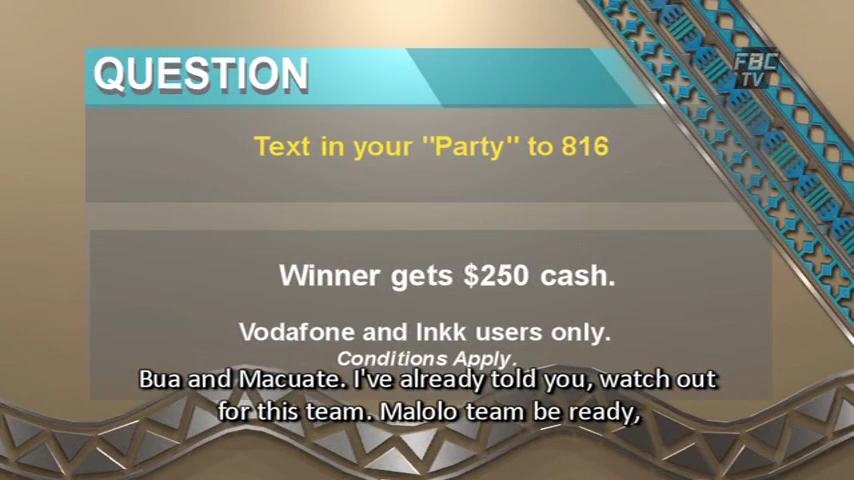 QUESTION
FBC
TV
Text in your "Party" to 816
Winner gets $250 cash.
Vodafone and Inkk users only.
Conditions Apply.
Bua and Macuate. I've already told you, watch out
for this team. Malolo team be ready,